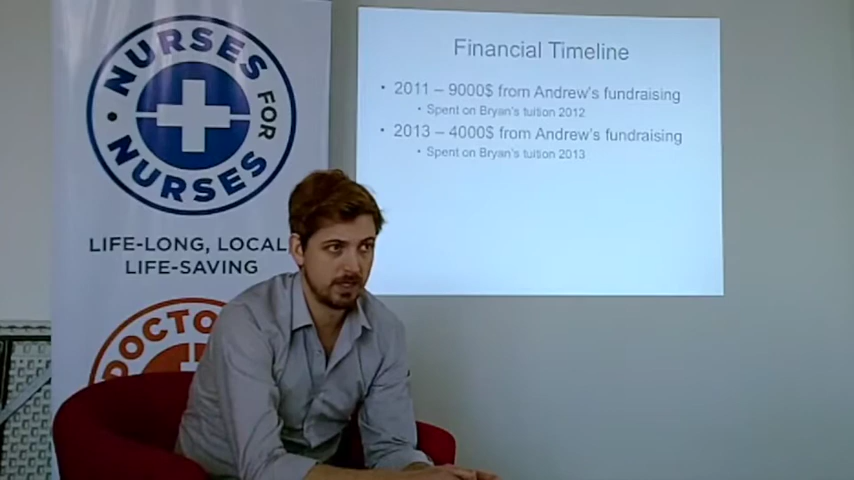 NURSES FOR NURSES
LIFE-LONG, LOCAL
LIFE-SAVING
Financial Timeline
• 2011 – 9000$ from Andrew's fundraising
• Spent on Bryan's tuition 2012
• 2013 – 4000$ from Andrew's fundraising
• Spent on Bryan's tuition 2013